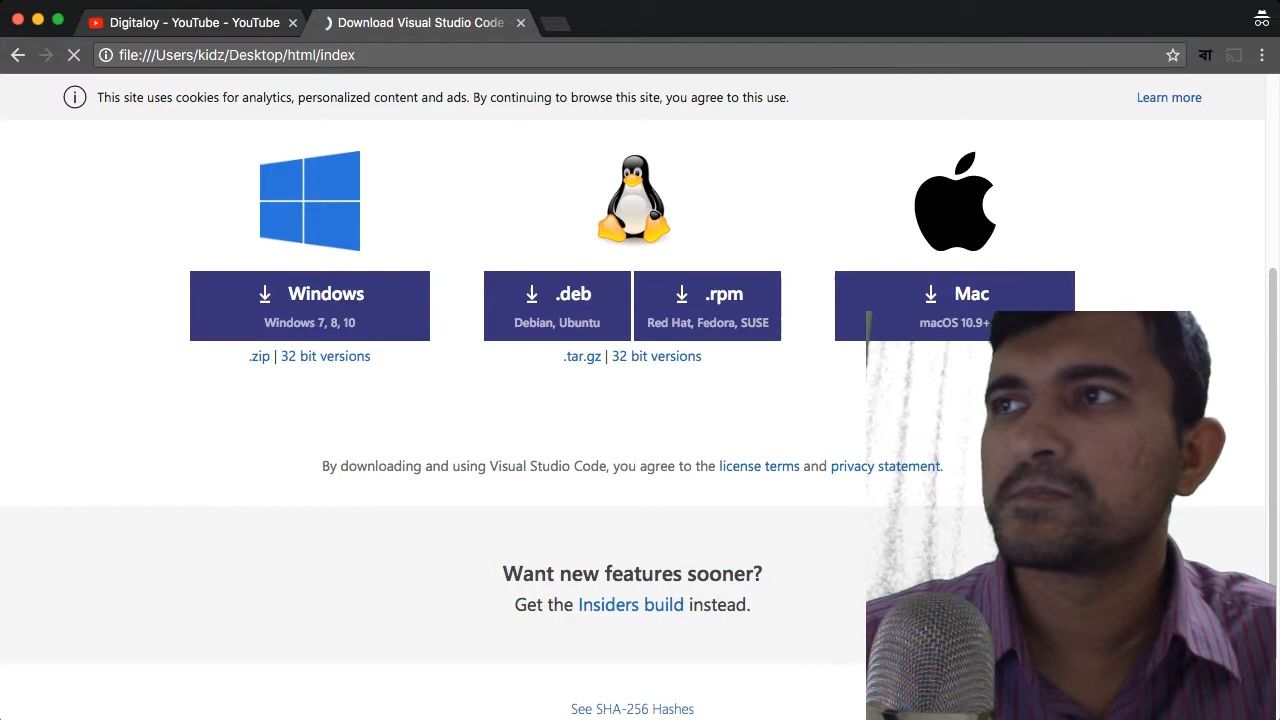 Digitaloy - YouTube - YouTube
Download Visual Studio Code -
file:///Users/kidz/Desktop/html/index
বা
This site uses cookies for analytics, personalized content and ads. By continuing to browse this site, you agree to this use.
Learn more
Windows
Windows 7, 8, 10
.deb
Debian, Ubuntu
.rpm
Red Hat, Fedora, SUSE
Mac
macOS 10.9+
.zip | 32 bit versions
.tar.gz | 32 bit versions
By downloading and using Visual Studio Code, you agree to the license terms and privacy statement.
Want new features sooner?
Get the Insiders build instead.
See SHA-256 Hashes